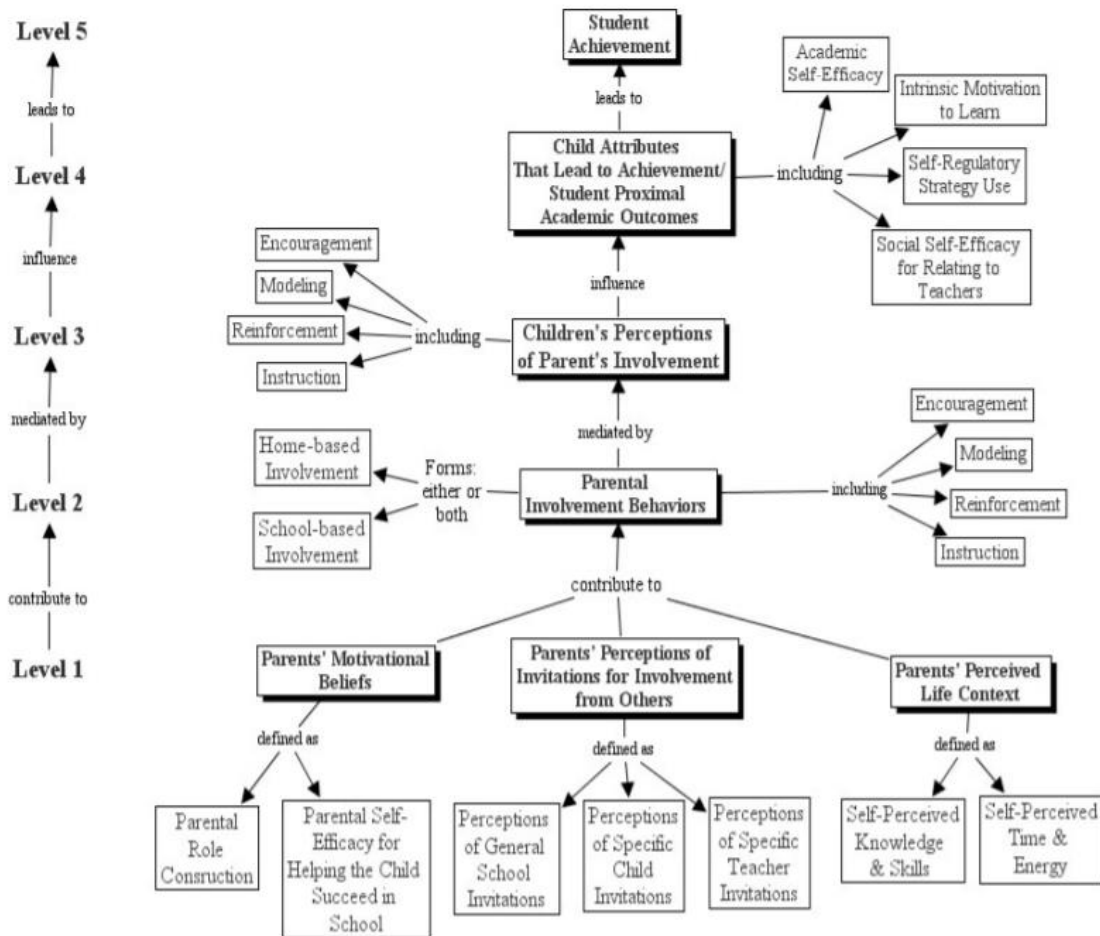 Level 5
leads to
Level 4
influence
Level 3
mediated by
Level 2
contribute to
Level 1
Student
Achievement
leads to
Child Attributes
That Lead to Achievement/
Student Proximal
Academic Outcomes
including
Academic
Self-Efficacy
Intrinsic Motivation
to Learn
Self-Regulatory
Strategy Use
Social Self-Efficacy
for Relating to
Teachers
influence
Children's Perceptions
of Parent's Involvement
including
Encouragement
Modeling
Reinforcement
Instruction
mediated by
Parental
Involvement Behaviors
Forms:
either or
both
Home-based
Involvement
School-based
Involvement
including
Encouragement
Modeling
Reinforcement
Instruction
contribute to
Parents' Motivational
Beliefs
defined as
Parental
Role
Consruction
Parental Self-
Efficacy for
Helping the Child
Succeed in
School
Parents' Perceptions of
Invitations for Involvement
from Others
defined as
Perceptions
of General
School
Invitations
Perceptions
of Specific
Child
Invitations
Perceptions
of Specific
Teacher
Invitations
Parents' Perceived
Life Context
defined as
Self-Perceived
Knowledge
& Skills
Self-Perceived
Time &
Energy